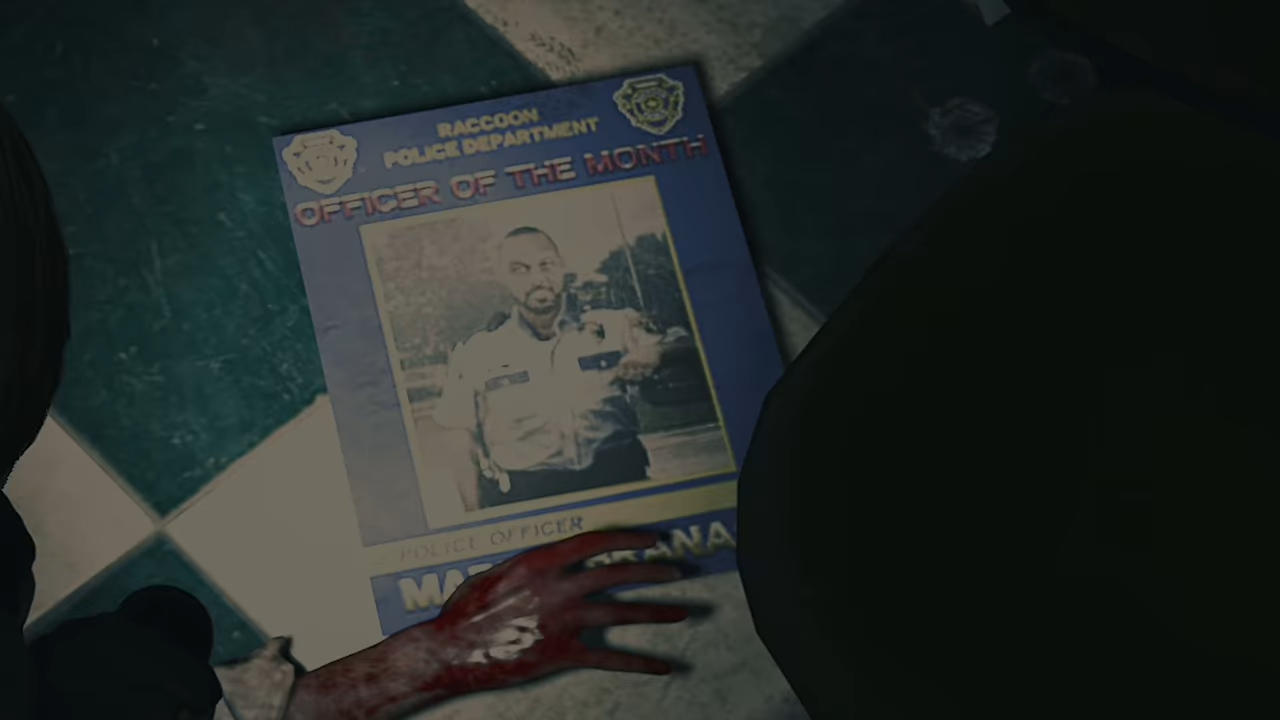 RACCOON
POLICE DEPARTMENT
OFFICER OF THE MONTH
POLICE OFFICER